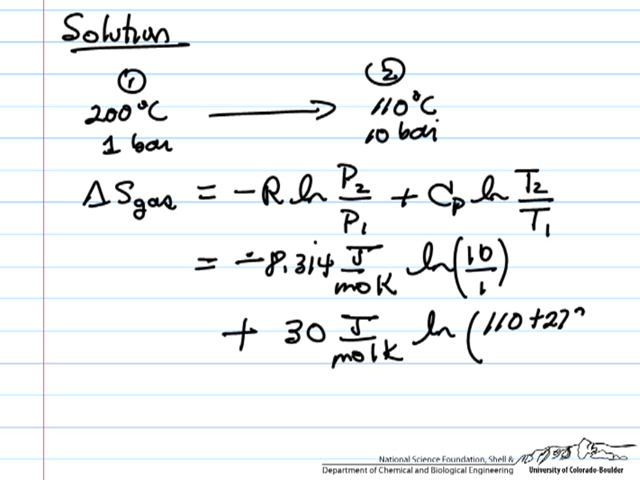 Solution
① ②
200°C ⟶ 110°C
1 bar 10 bar
ΔSgas = -R ln P2/P1 + Cp ln T2/T1
= -8.314 J/mol K ln(10/1)
+ 30 J/mol K ln(110+27
National Science Foundation, Shell &
Department of Chemical and Biological Engineering University of Colorado-Boulder